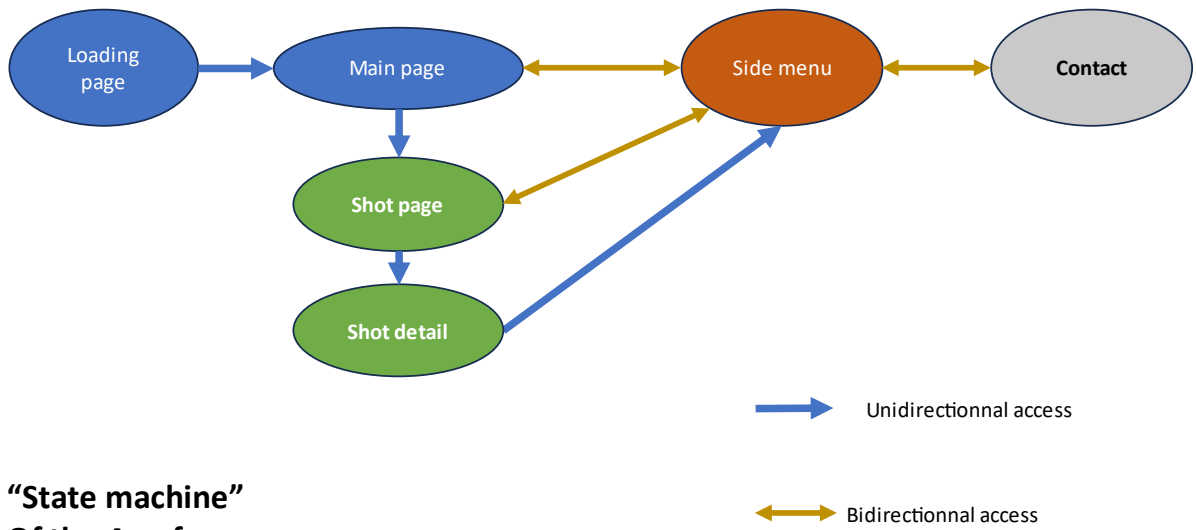 Loading
page
Main page
Side menu
Contact
Shot page
Shot detail
Unidirectionnal access
"State machine"
Bidirectionnal access